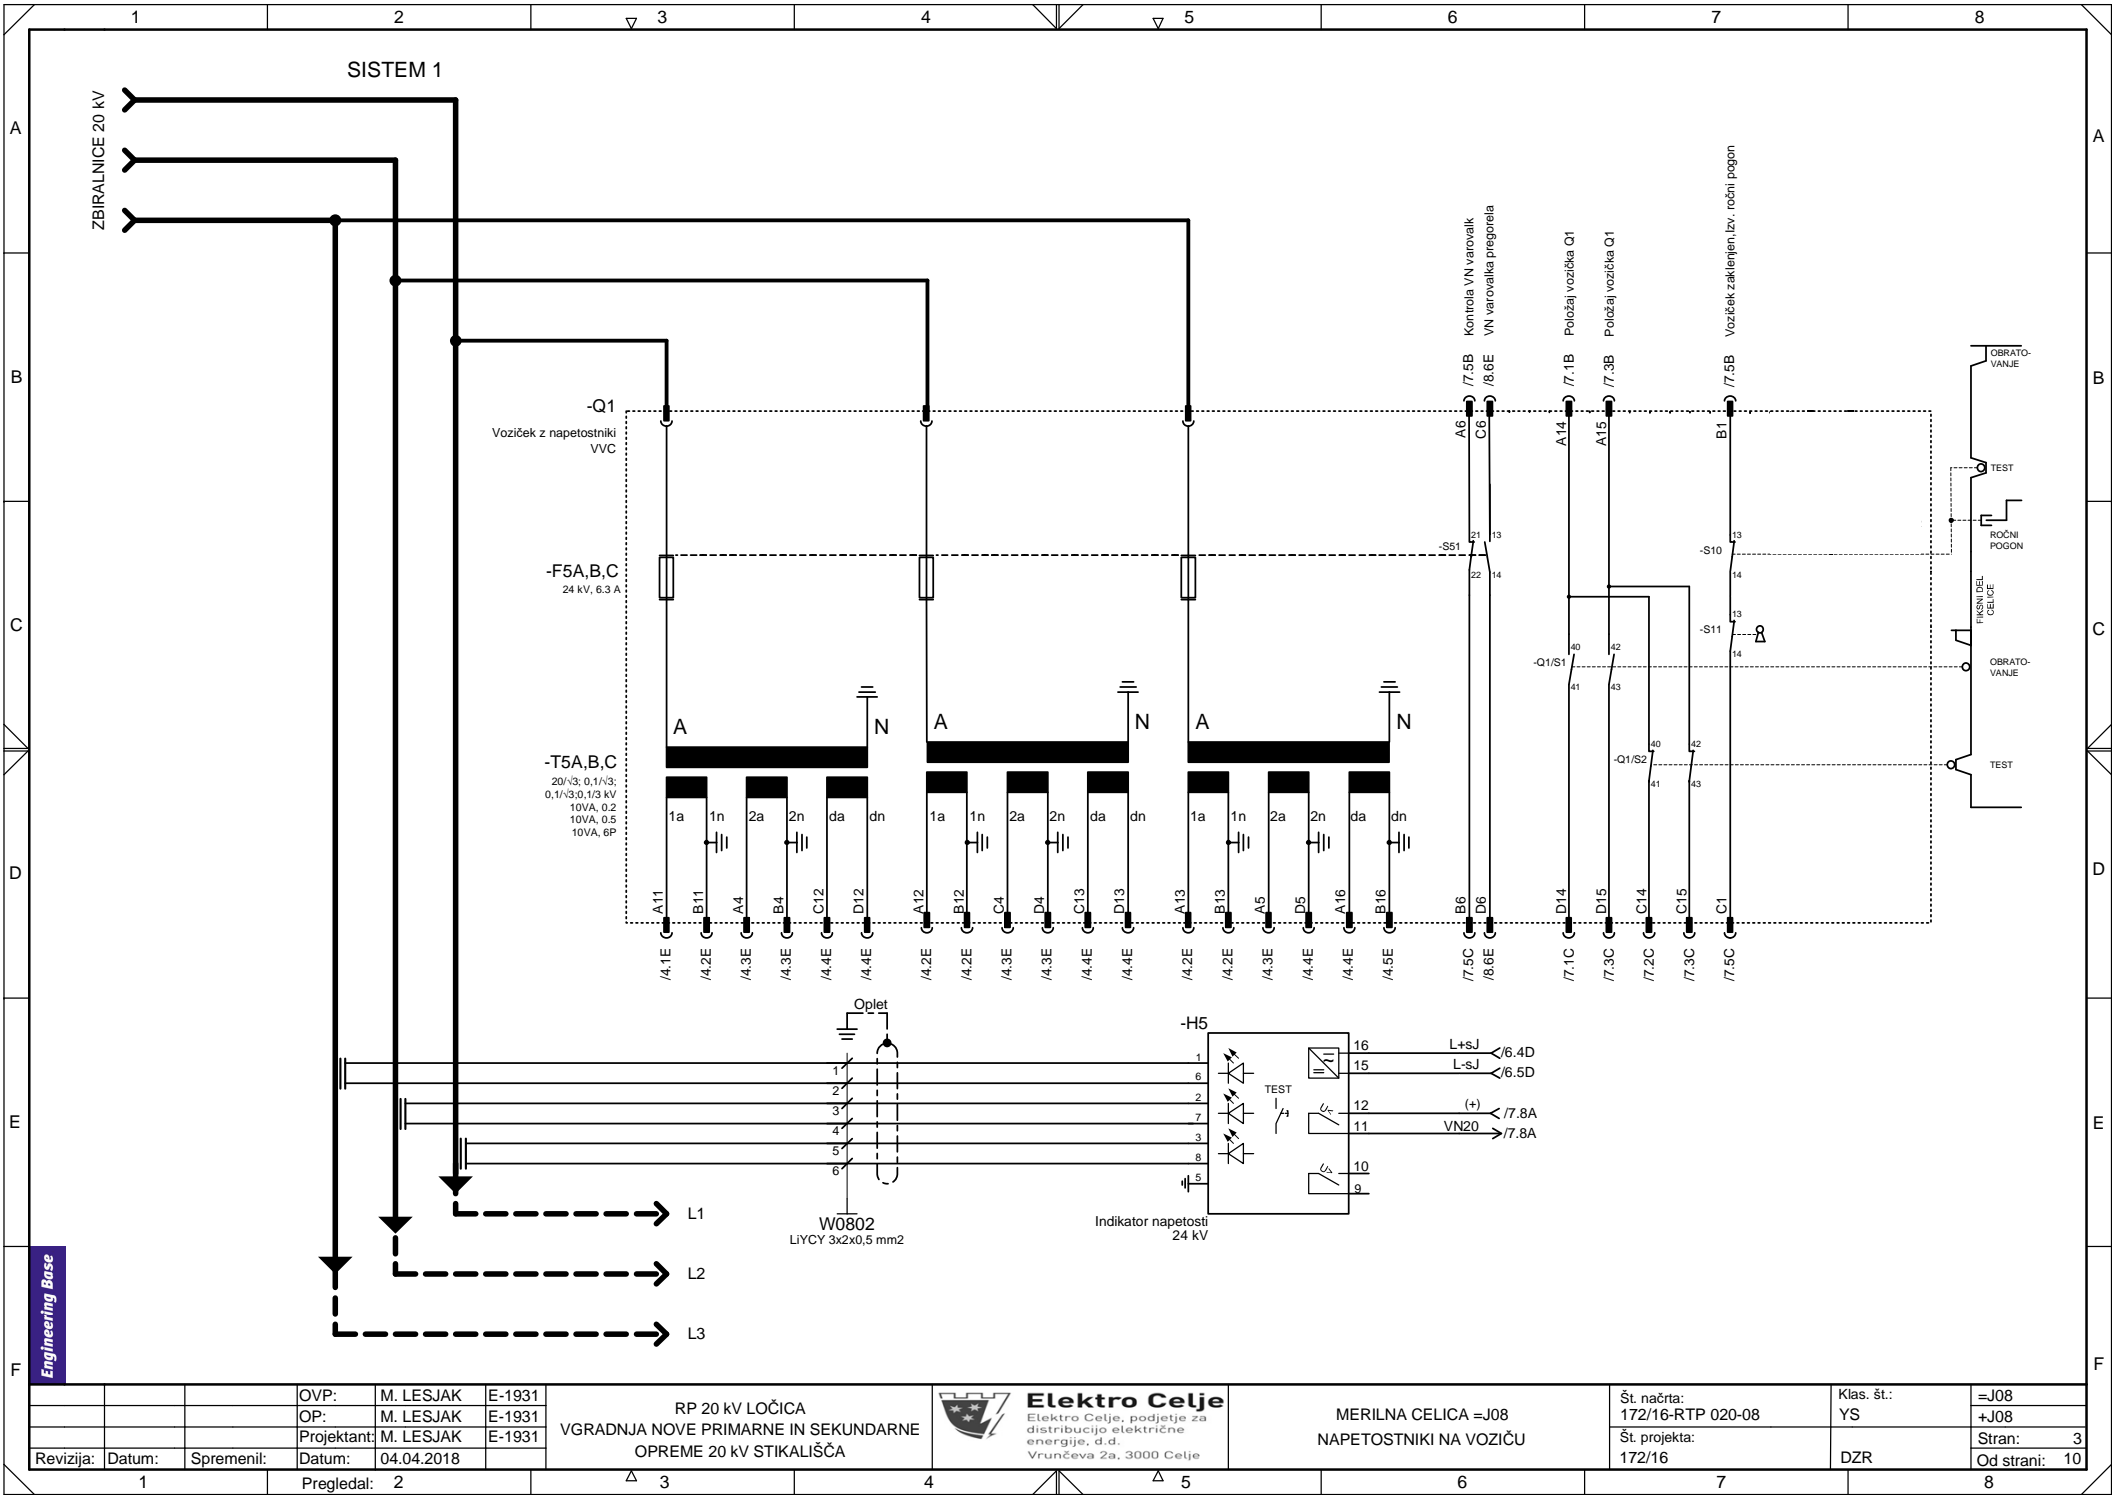 1 2 3 4 5 6 7 8
A A
B B
C C
D D
E E
F F
SISTEM 1
ZBIRALNICE 20 kV
-Q1
Voziček z napetostniki
VVC
-F5A,B,C
24 kV, 6.3 A
-T5A,B,C
20/√3; 0,1/√3;
0,1/√3;0,1/3 kV
10VA, 0.2
10VA, 0.5
10VA, 6P
A N
A N
A N
1a 1n 2a 2n da dn
1a 1n 2a 2n da dn
1a 1n 2a 2n da dn
A11 B11 A4 B4 C12 D12
A12 B12 C4 D4 C13 D13
A13 B13 A5 D5 A16 B16
/4.1E /4.2E /4.3E /4.3E /4.4E /4.4E
/4.2E /4.2E /4.3E /4.3E /4.4E /4.4E
/4.2E /4.2E /4.3E /4.4E /4.4E /4.5E
/7.5B Kontrola VN varovalk
/8.6E VN varovalka pregorela
/7.1B Položaj vozička Q1
/7.3B Položaj vozička Q1
/7.5B Voziček zaklenjen,Izv. ročni pogon
A6 C6 A14 A15 B1
-S51
21 13
22 14
-S10
13
14
-S11
13
14
-Q1/S1
40 42
41 43
-Q1/S2
40 42
41 43
B6 D6 D14 D15 C14 C15 C1
/7.5C /8.6E /7.1C /7.3C /7.2C /7.3C /7.5C
OBRATO-
VANJE
TEST
ROČNI
POGON
FIKSNI DEL
CELICE
OBRATO-
VANJE
TEST
Oplet
1
2
3
4
5
6
W0802
LiYCY 3x2x0,5 mm2
-H5
1
6
2
7
3
8
5
TEST
U<
U>
16 L+sJ /6.4D
15 L-sJ /6.5D
12 (+) /7.8A
11 VN20 /7.8A
10
9
Indikator napetosti
24 kV
L1
L2
L3
Engineering Base
OVP: M. LESJAK E-1931
OP: M. LESJAK E-1931
Projektant: M. LESJAK E-1931
Revizija: Datum: Spremenil: Datum: 04.04.2018
RP 20 kV LOČICA
VGRADNJA NOVE PRIMARNE IN SEKUNDARNE
OPREME 20 kV STIKALIŠČA
Elektro Celje
Elektro Celje, podjetje za
distribucijo električne
energije, d.d.
Vrunčeva 2a, 3000 Celje
MERILNA CELICA =J08
NAPETOSTNIKI NA VOZIČU
Št. načrta:
172/16-RTP 020-08
Št. projekta:
172/16
Klas. št.:
YS
DZR
=J08
+J08
Stran: 3
Od strani: 10
1 Pregledal: 2 3 4 5 6 7 8